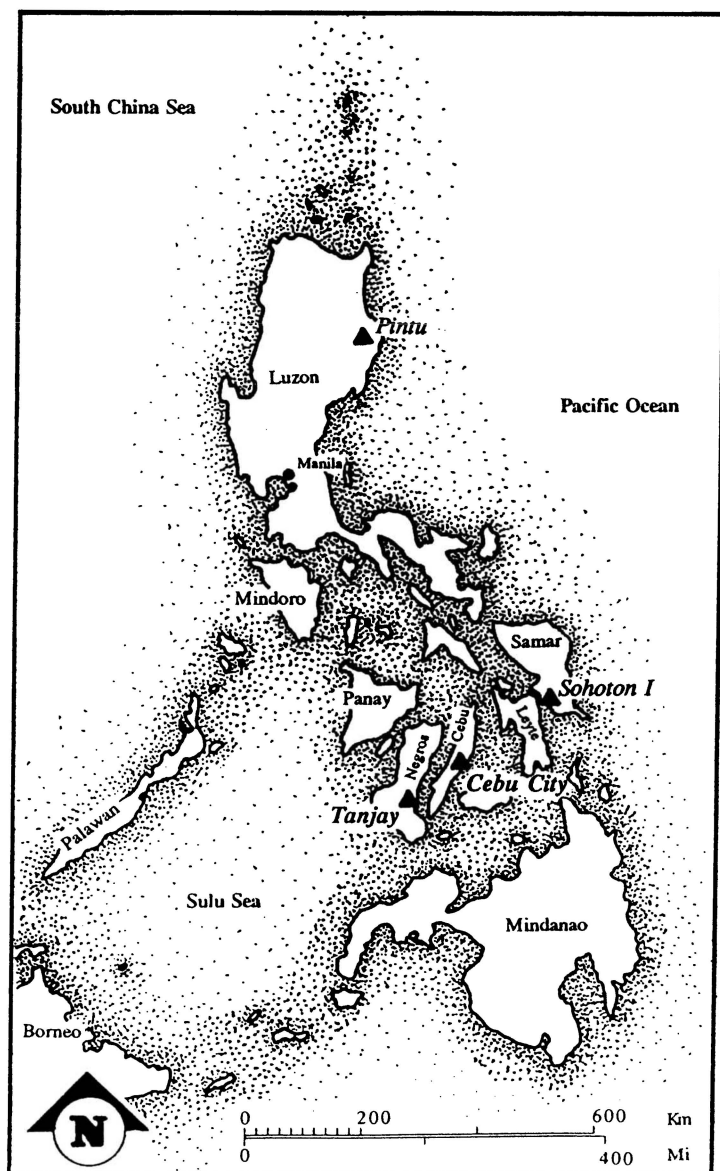 South China Sea
Pintu
Luzon
Pacific Ocean
Manila
Mindoro
Samar
Sohoton I
Panay
Leyte
Cebu
Negros
Cebu City
Tanjay
Palawan
Sulu Sea
Mindanao
Borneo
N
0 200 600 Km
0 400 Mi